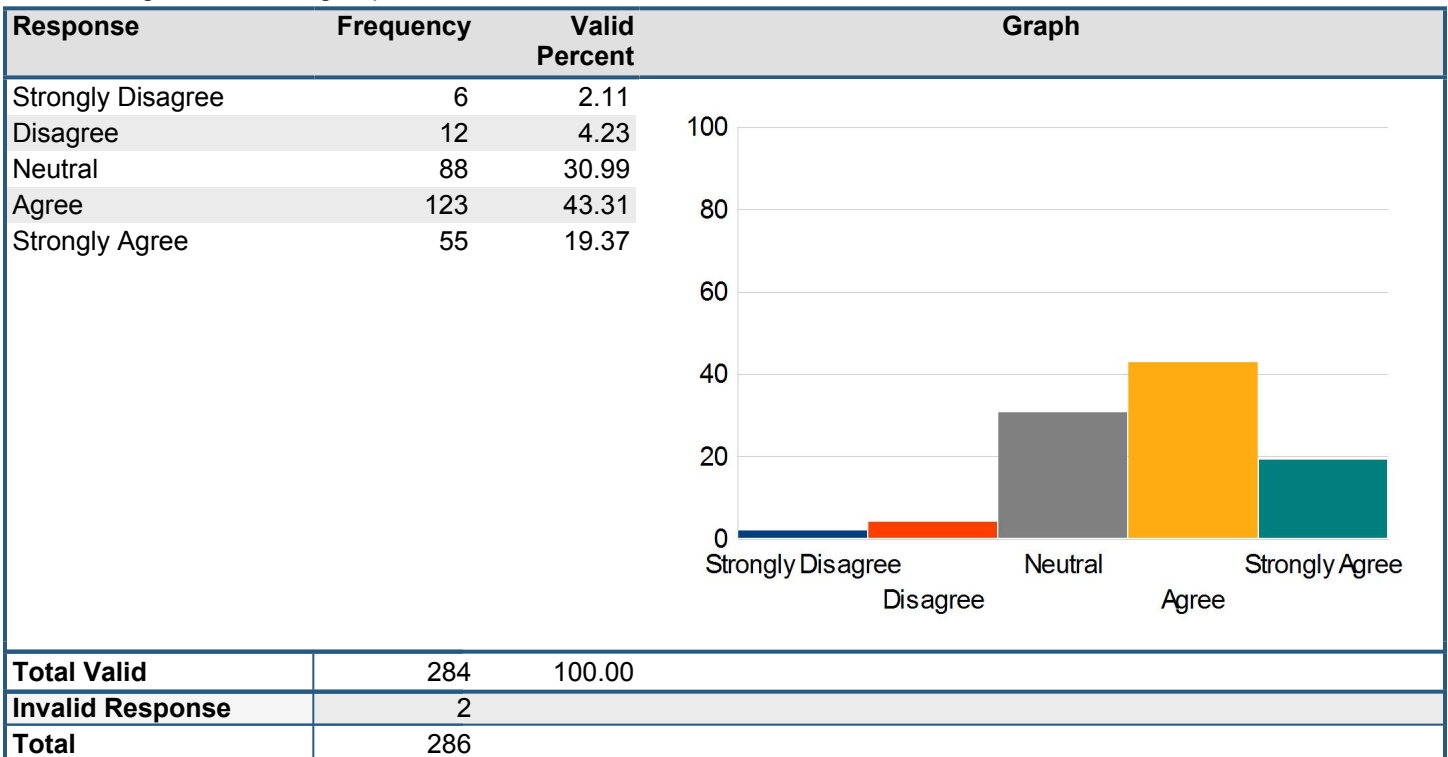 Response Frequency Valid Percent Graph
Strongly Disagree 6 2.11
Disagree 12 4.23
Neutral 88 30.99
Agree 123 43.31
Strongly Agree 55 19.37
100
80
60
40
20
0
Strongly Disagree Neutral Strongly Agree
Disagree Agree
Total Valid 284 100.00
Invalid Response 2
Total 286